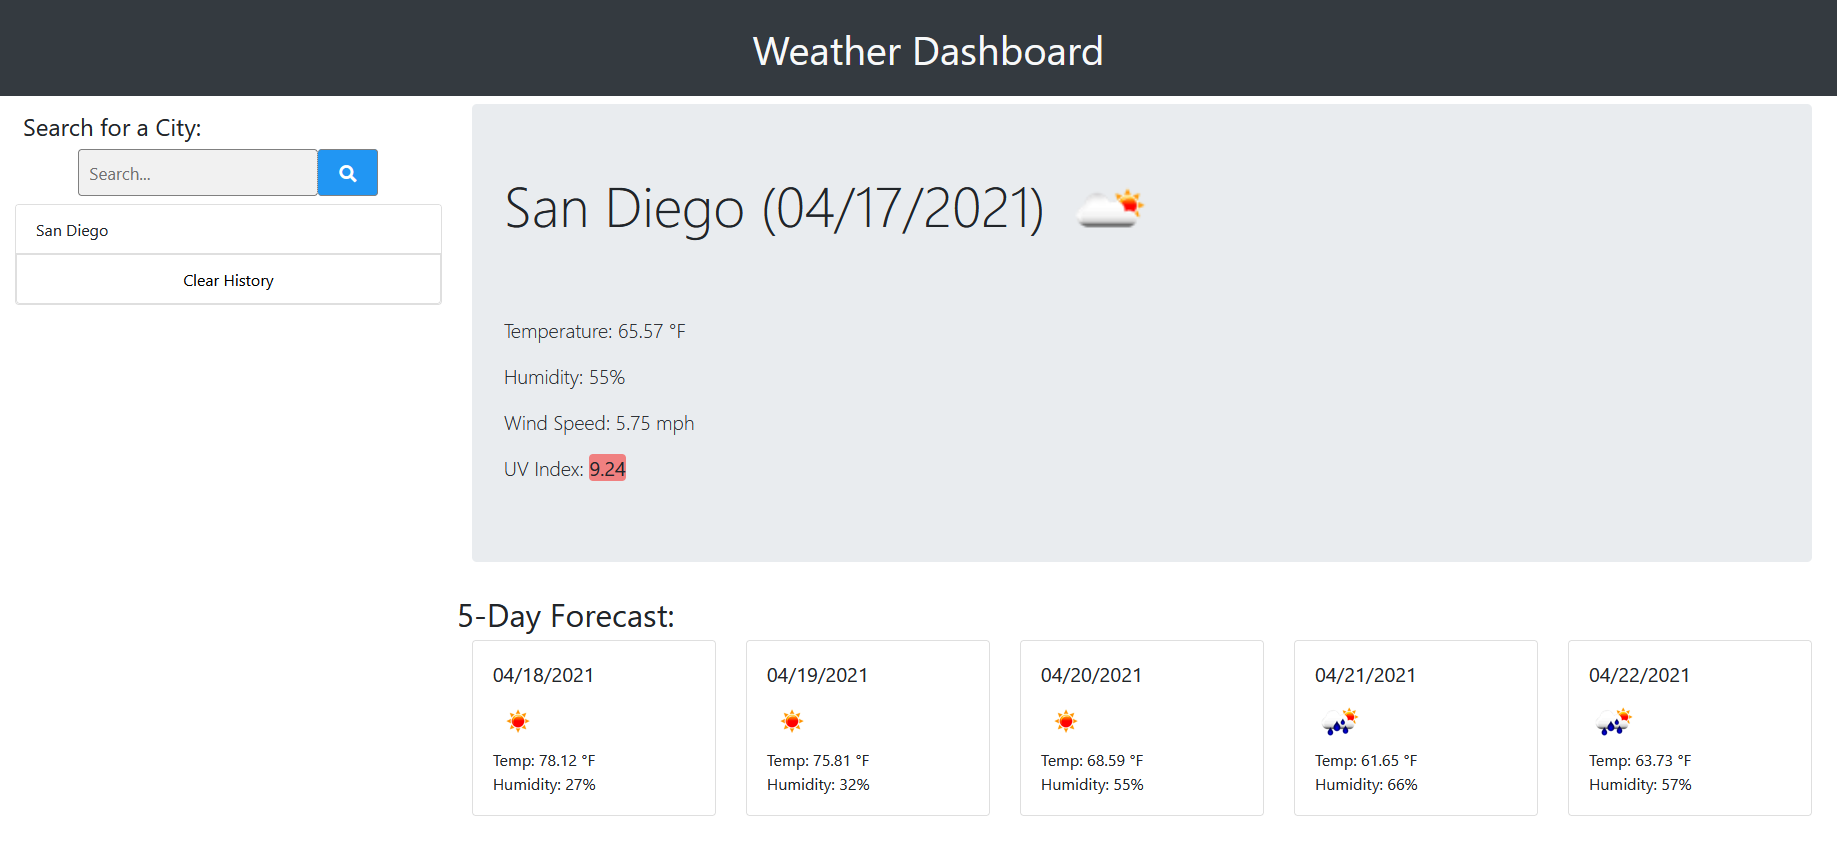 Weather Dashboard
Search for a City:
Search...
San Diego
Clear History
San Diego (04/17/2021)
Temperature: 65.57 °F
Humidity: 55%
Wind Speed: 5.75 mph
UV Index: 9.24
5-Day Forecast:
04/18/2021
Temp: 78.12 °F
Humidity: 27%
04/19/2021
Temp: 75.81 °F
Humidity: 32%
04/20/2021
Temp: 68.59 °F
Humidity: 55%
04/21/2021
Temp: 61.65 °F
Humidity: 66%
04/22/2021
Temp: 63.73 °F
Humidity: 57%